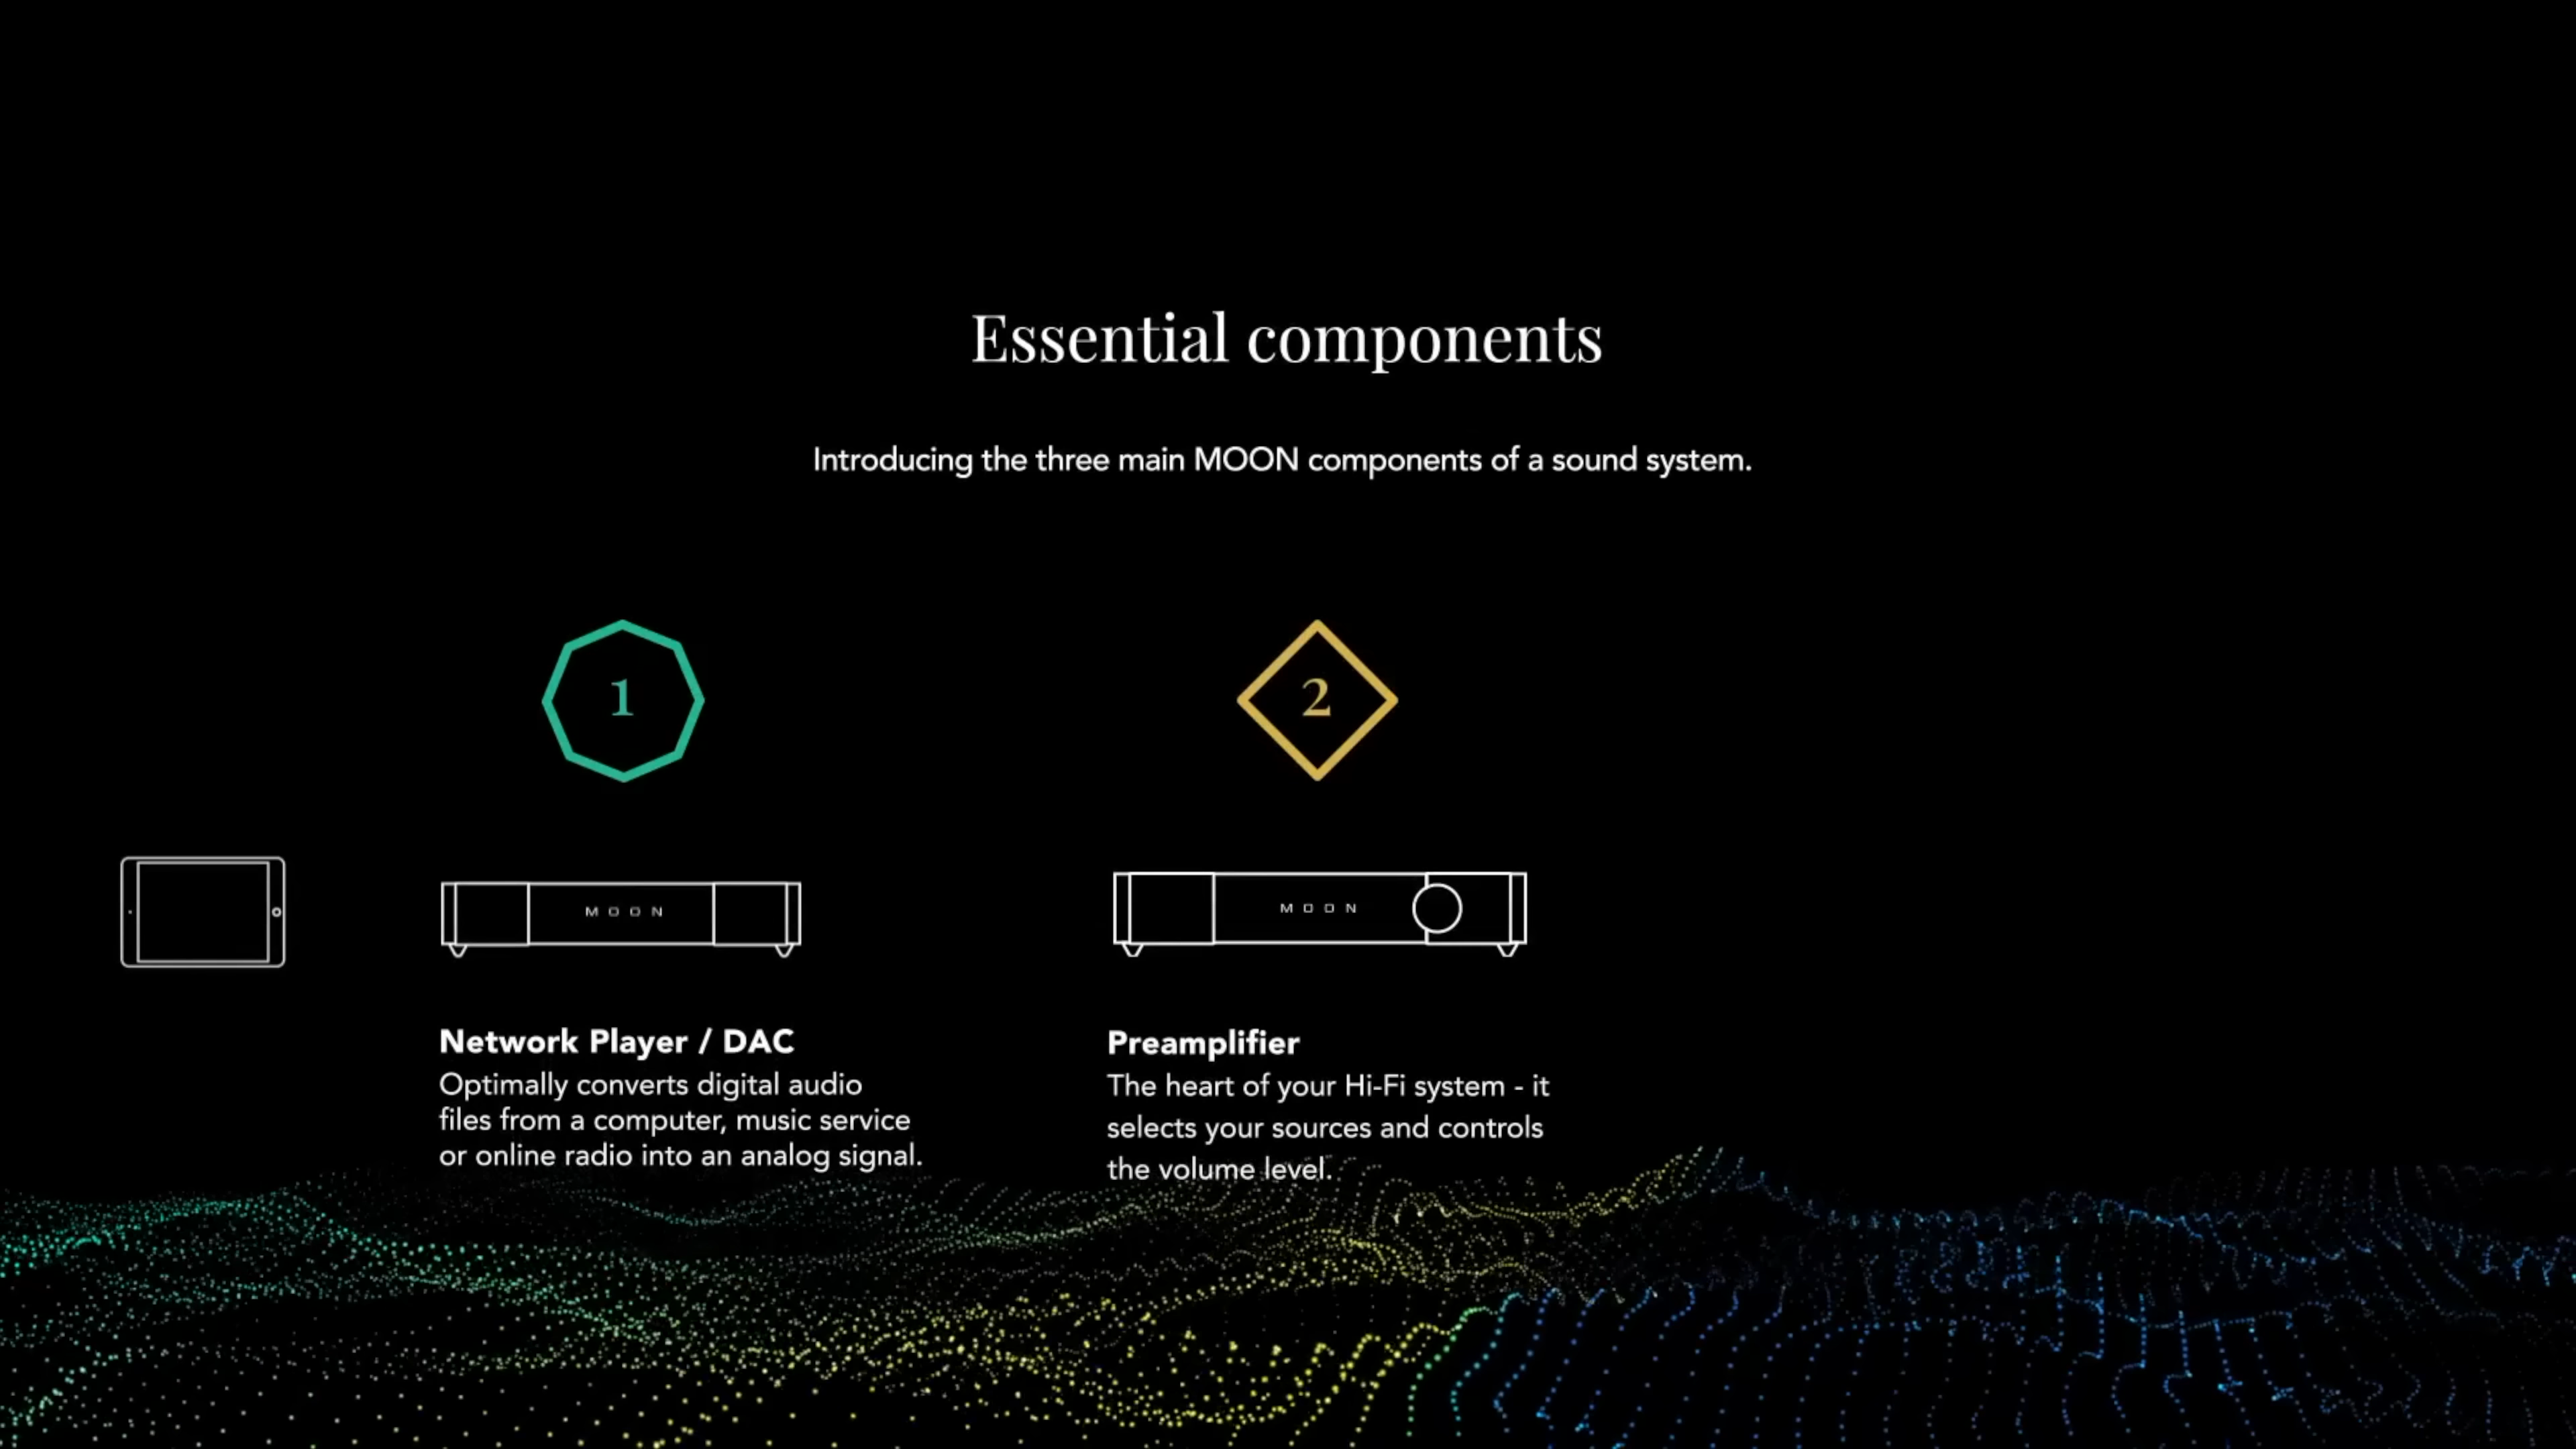 Essential components
Introducing the three main MOON components of a sound system.
1
2
MOON
MOON
Network Player / DAC
Optimally converts digital audio
files from a computer, music service
or online radio into an analog signal.
Preamplifier
The heart of your Hi-Fi system - it
selects your sources and controls
the volume level.